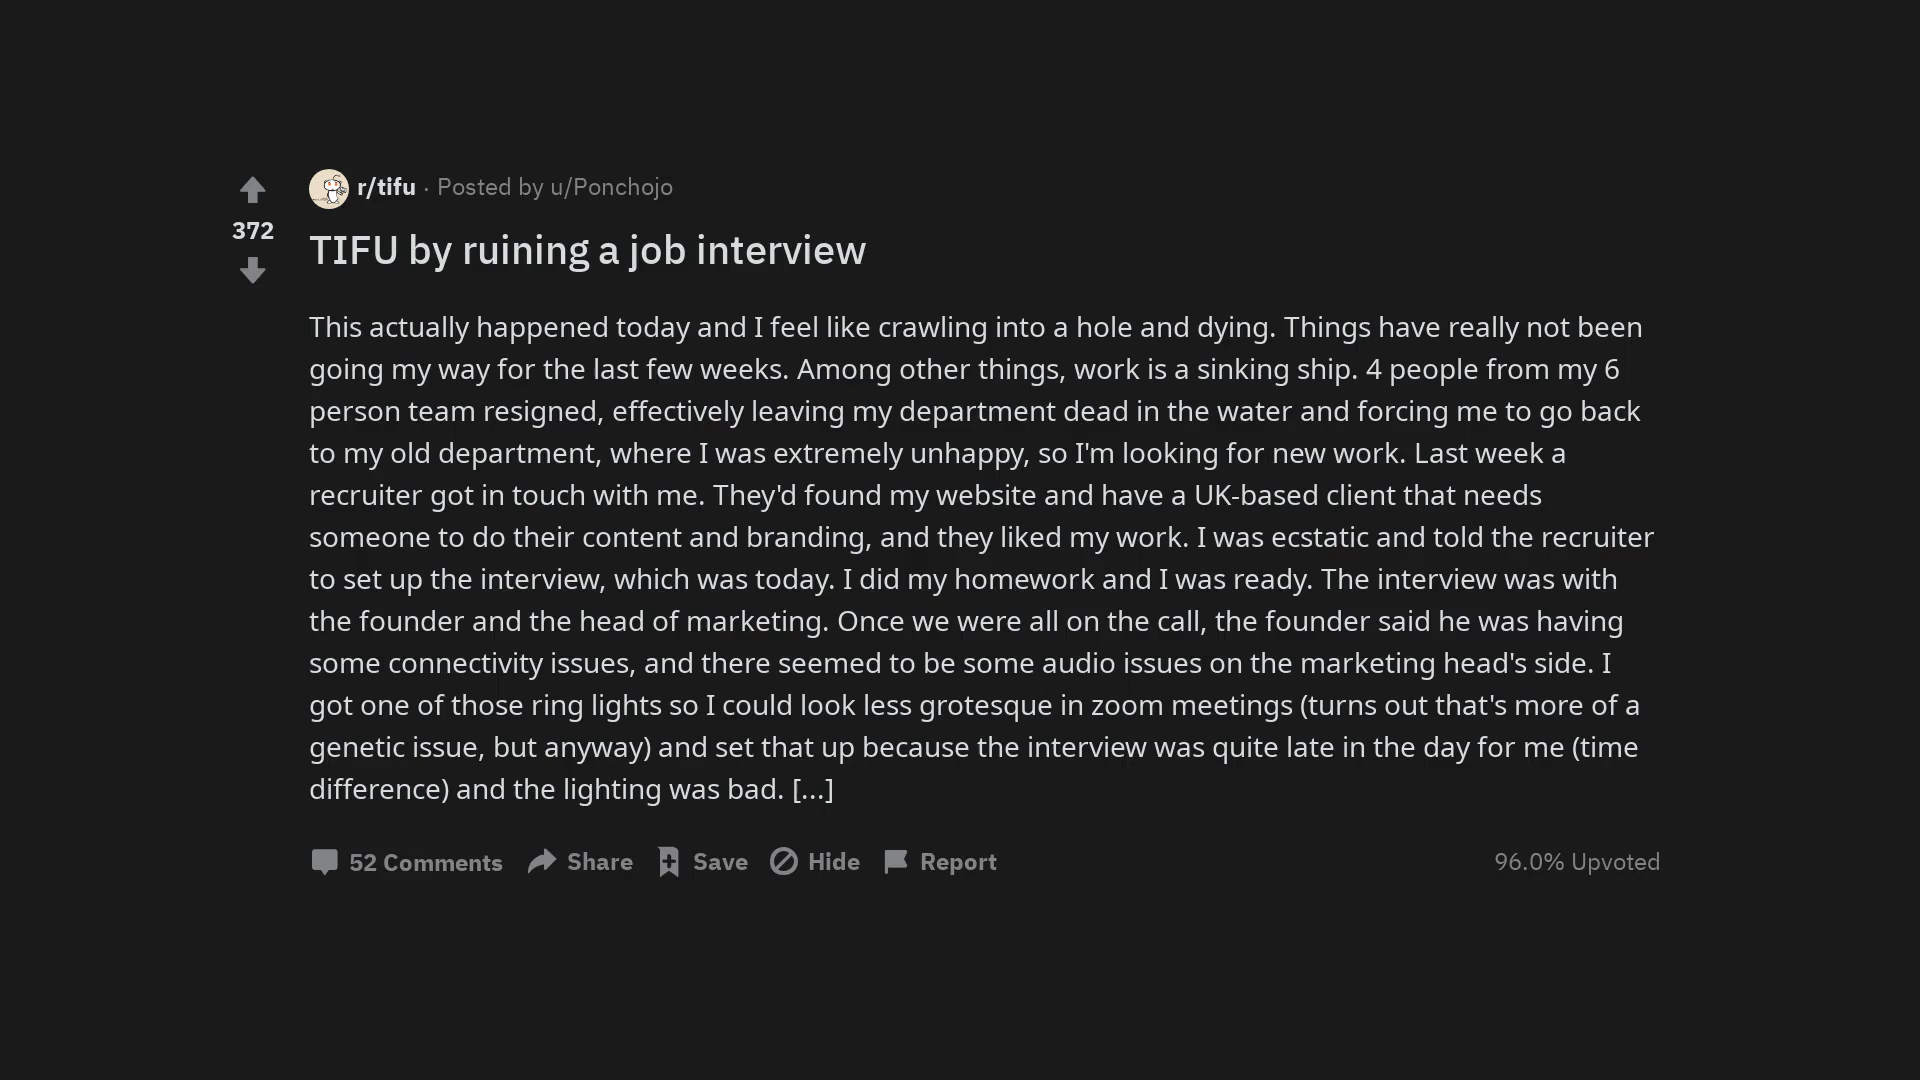 r/tifu · Posted by u/Ponchojo
372
TIFU by ruining a job interview
This actually happened today and I feel like crawling into a hole and dying. Things have really not been
going my way for the last few weeks. Among other things, work is a sinking ship. 4 people from my 6
person team resigned, effectively leaving my department dead in the water and forcing me to go back
to my old department, where I was extremely unhappy, so I'm looking for new work. Last week a
recruiter got in touch with me. They'd found my website and have a UK-based client that needs
someone to do their content and branding, and they liked my work. I was ecstatic and told the recruiter
to set up the interview, which was today. I did my homework and I was ready. The interview was with
the founder and the head of marketing. Once we were all on the call, the founder said he was having
some connectivity issues, and there seemed to be some audio issues on the marketing head's side. I
got one of those ring lights so I could look less grotesque in zoom meetings (turns out that's more of a
genetic issue, but anyway) and set that up because the interview was quite late in the day for me (time
difference) and the lighting was bad. [...]
52 Comments Share Save Hide Report 96.0% Upvoted